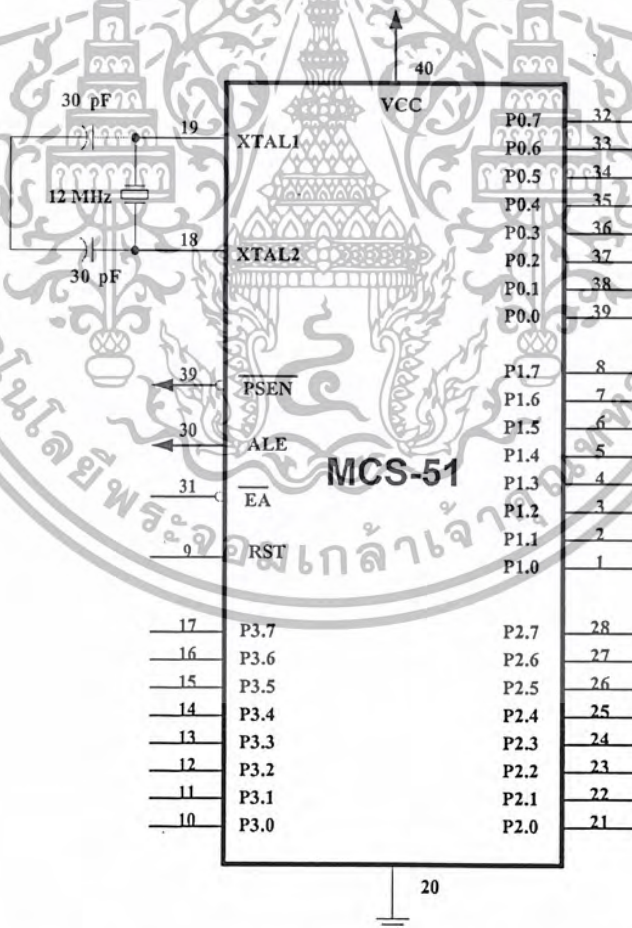 40
VCC
30 pF
19
XTAL1
12 MHz
18
XTAL2
30 pF
39
PSEN
30
ALE
31
EA
9
RST
17
P3.7
16
P3.6
15
P3.5
14
P3.4
13
P3.3
12
P3.2
11
P3.1
10
P3.0
MCS-51
P0.7
32
P0.6
33
P0.5
34
P0.4
35
P0.3
36
P0.2
37
P0.1
38
P0.0
39
P1.7
8
P1.6
7
P1.5
6
P1.4
5
P1.3
4
P1.2
3
P1.1
2
P1.0
1
P2.7
28
P2.6
27
P2.5
26
P2.4
25
P2.3
24
P2.2
23
P2.1
22
P2.0
21
20